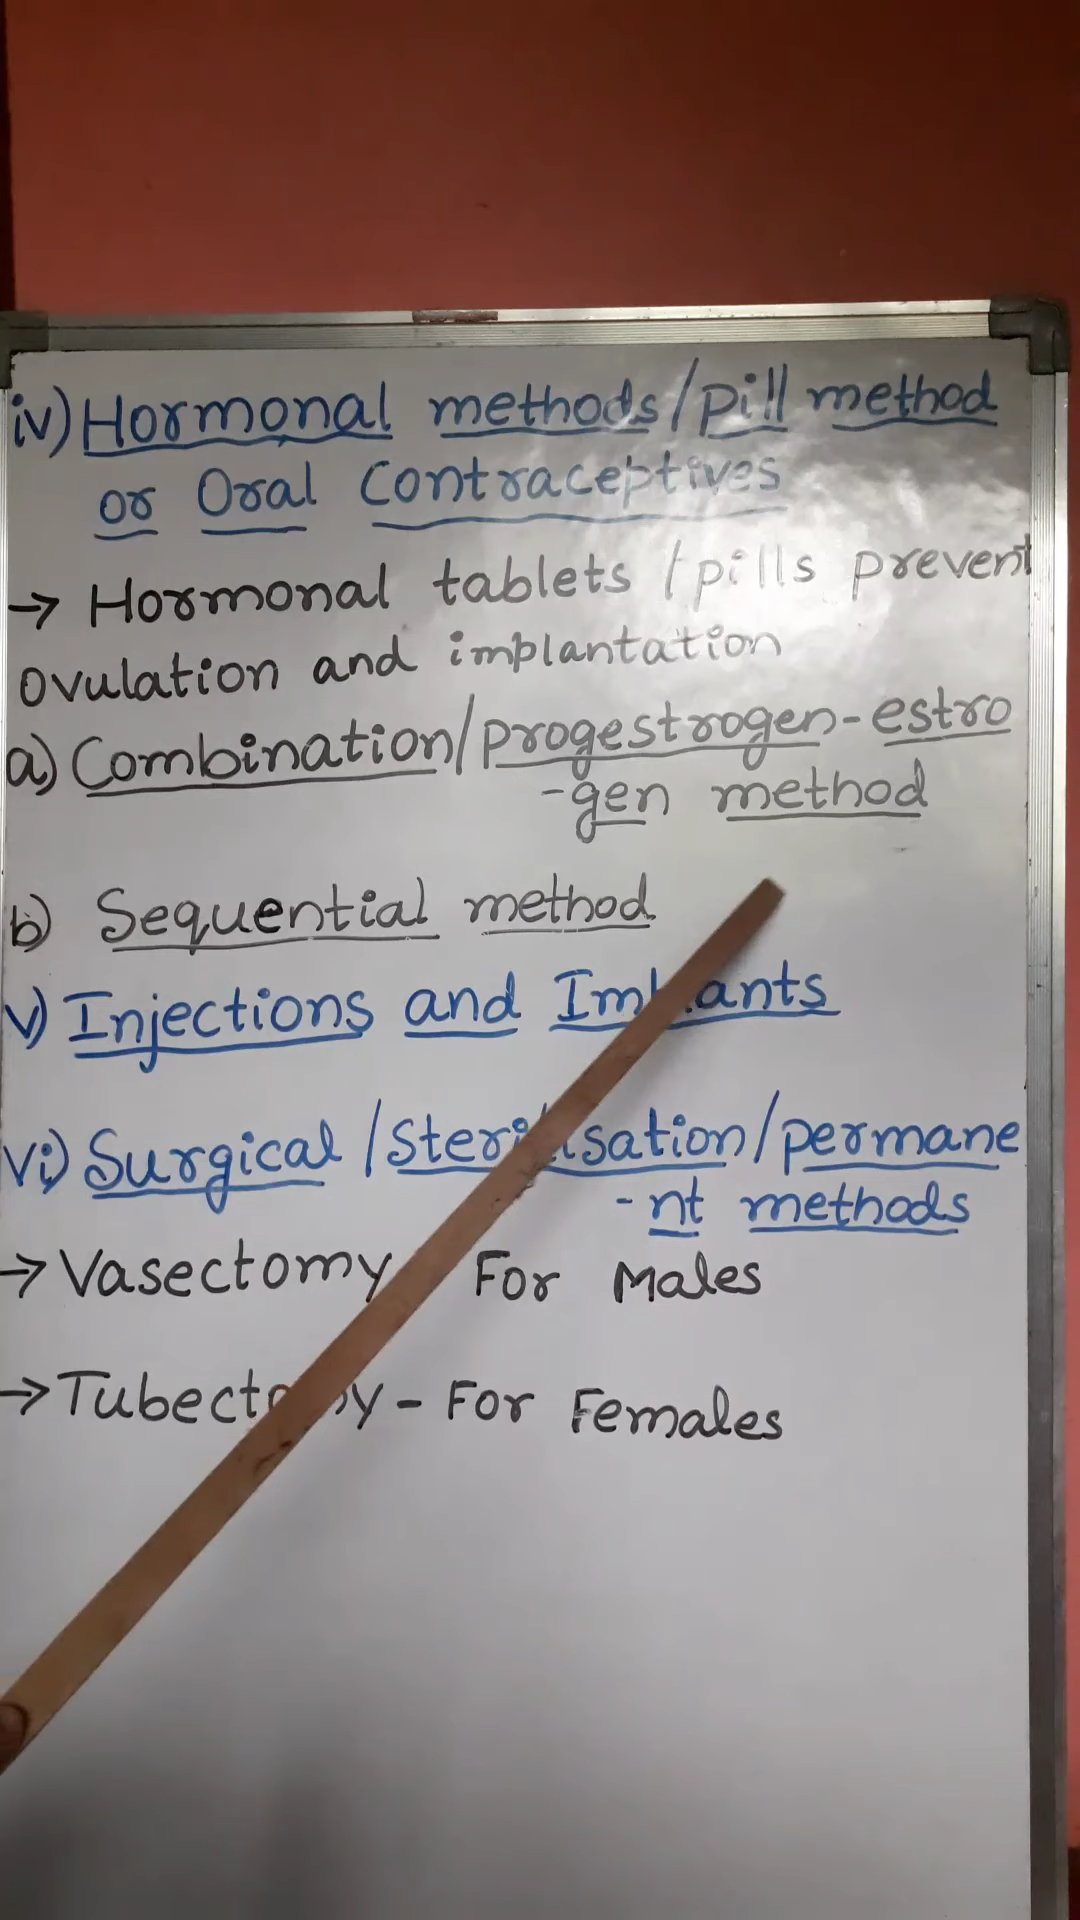 iv) Hormonal methods/pill method
or Oral Contraceptives
→ Hormonal tablets /pills prevent
ovulation and implantation
a) Combination/progestrogen-estro
-gen method
b) Sequential method
v) Injections and
vi) Surgical / /permane
-nt methods
→ Vasectomy For Males
→ - For Females